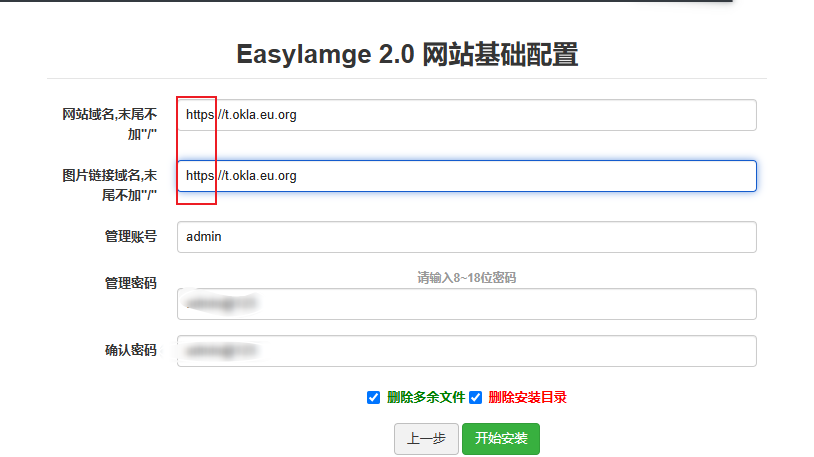 EasyIamge 2.0 网站基础配置
网站域名,末尾不
加"/"
https://t.okla.eu.org
图片链接域名,末
尾不加"/"
https://t.okla.eu.org
管理账号
admin
请输入8~18位密码
管理密码
确认密码
删除多余文件 删除安装目录
上一步 开始安装